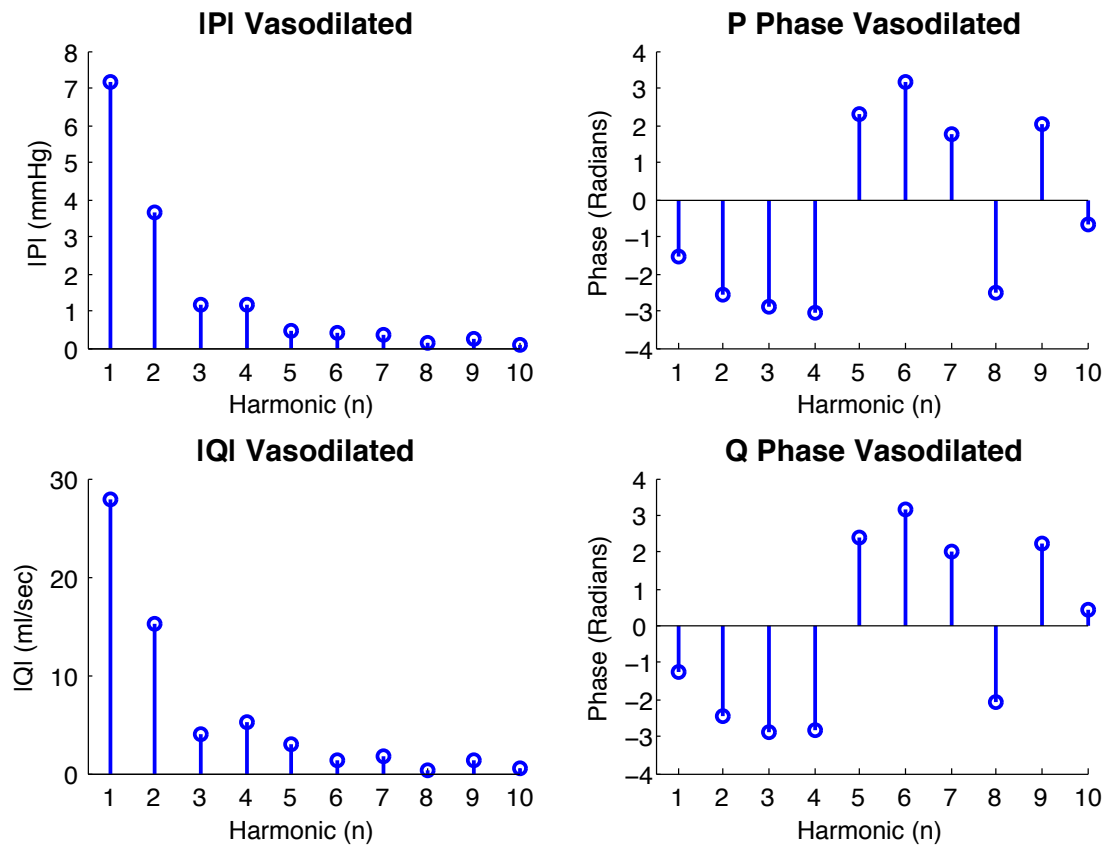 |P| Vasodilated
8
7
6
5
4
3
2
1
0
|P| (mmHg)
1 2 3 4 5 6 7 8 9 10
Harmonic (n)
P Phase Vasodilated
4
3
2
1
0
−1
−2
−3
−4
Phase (Radians)
1 2 3 4 5 6 7 8 9 10
Harmonic (n)
|Q| Vasodilated
30
20
10
0
|Q| (ml/sec)
1 2 3 4 5 6 7 8 9 10
Harmonic (n)
Q Phase Vasodilated
4
3
2
1
0
−1
−2
−3
−4
Phase (Radians)
1 2 3 4 5 6 7 8 9 10
Harmonic (n)